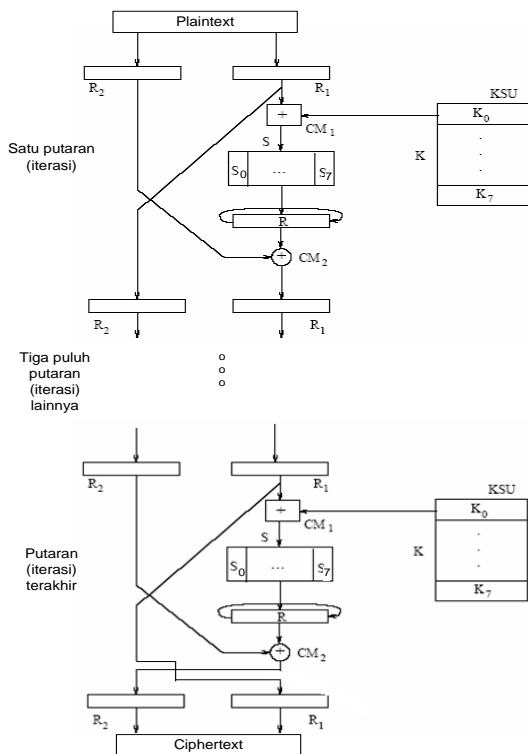 Plaintext
R2
R1
KSU
+
CM1
K0
S
Satu putaran
(iterasi)
S0
...
S7
K
.
.
.
K7
R
+
CM2
R2
R1
Tiga puluh
putaran
(iterasi)
lainnya
o
o
o
R2
R1
KSU
+
CM1
K0
S
Putaran
(iterasi)
terakhir
S0
...
S7
K
.
.
.
K7
R
+
CM2
R2
R1
Ciphertext